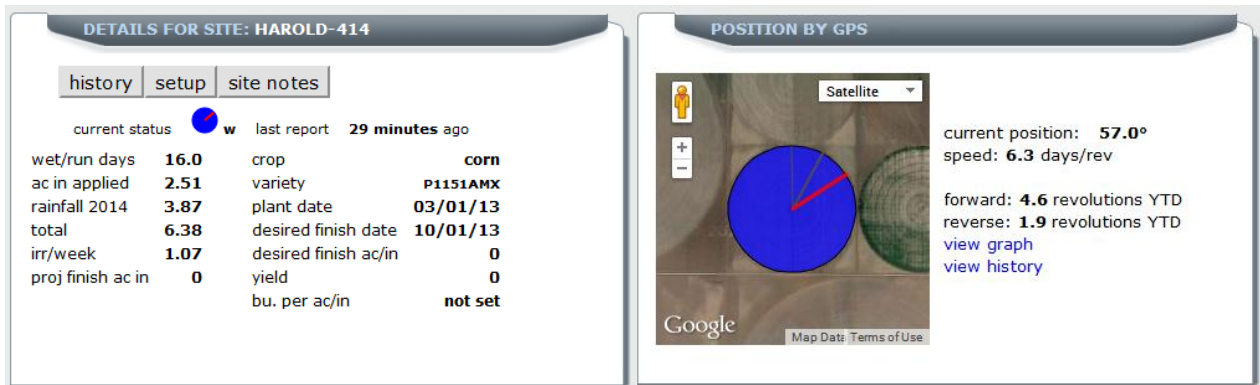 DETAILS FOR SITE: HAROLD-414
history setup site notes
current status w last report 29 minutes ago
wet/run days 16.0 crop corn
ac in applied 2.51 variety P1151AMX
rainfall 2014 3.87 plant date 03/01/13
total 6.38 desired finish date 10/01/13
irr/week 1.07 desired finish ac/in 0
proj finish ac in 0 yield 0
bu. per ac/in not set
POSITION BY GPS
Satellite
+
−
Google
Map Data Terms of Use
current position: 57.0°
speed: 6.3 days/rev
forward: 4.6 revolutions YTD
reverse: 1.9 revolutions YTD
view graph
view history